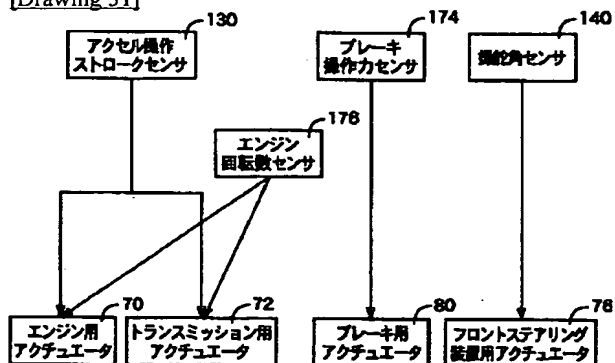 [Drawing 31]
130
アクセル操作
ストロークセンサ
174
ブレーキ
操作力センサ
140
操舵角センサ
176
エンジン
回転数センサ
70
エンジン用
アクチュエータ
72
トランスミッション用
アクチュエータ
80
ブレーキ用
アクチュエータ
76
フロントステアリング
装置用アクチュエータ